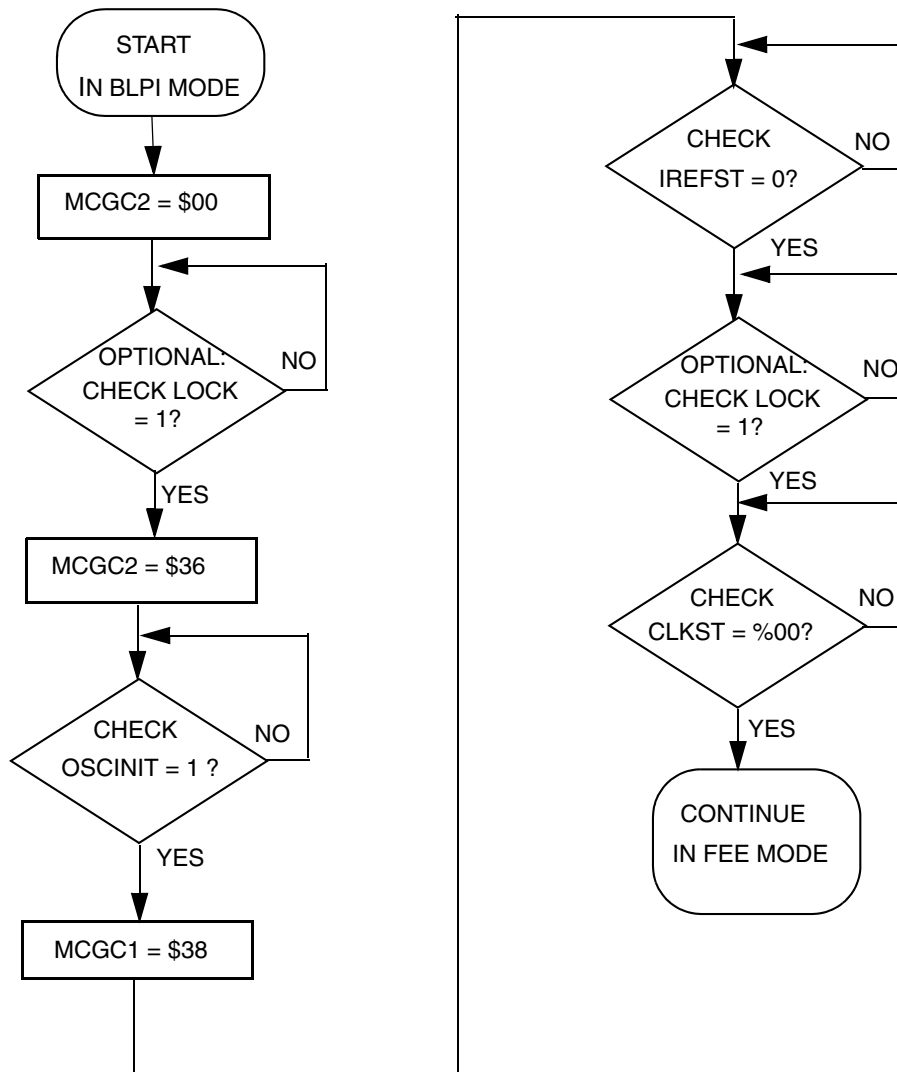 START
IN BLPI MODE
MCGC2 = $00
OPTIONAL:
CHECK LOCK
= 1?
NO
YES
MCGC2 = $36
CHECK
OSCINIT = 1 ?
NO
YES
MCGC1 = $38
CHECK
IREFST = 0?
NO
YES
OPTIONAL:
CHECK LOCK
= 1?
NO
YES
CHECK
CLKST = %00?
NO
YES
CONTINUE
IN FEE MODE